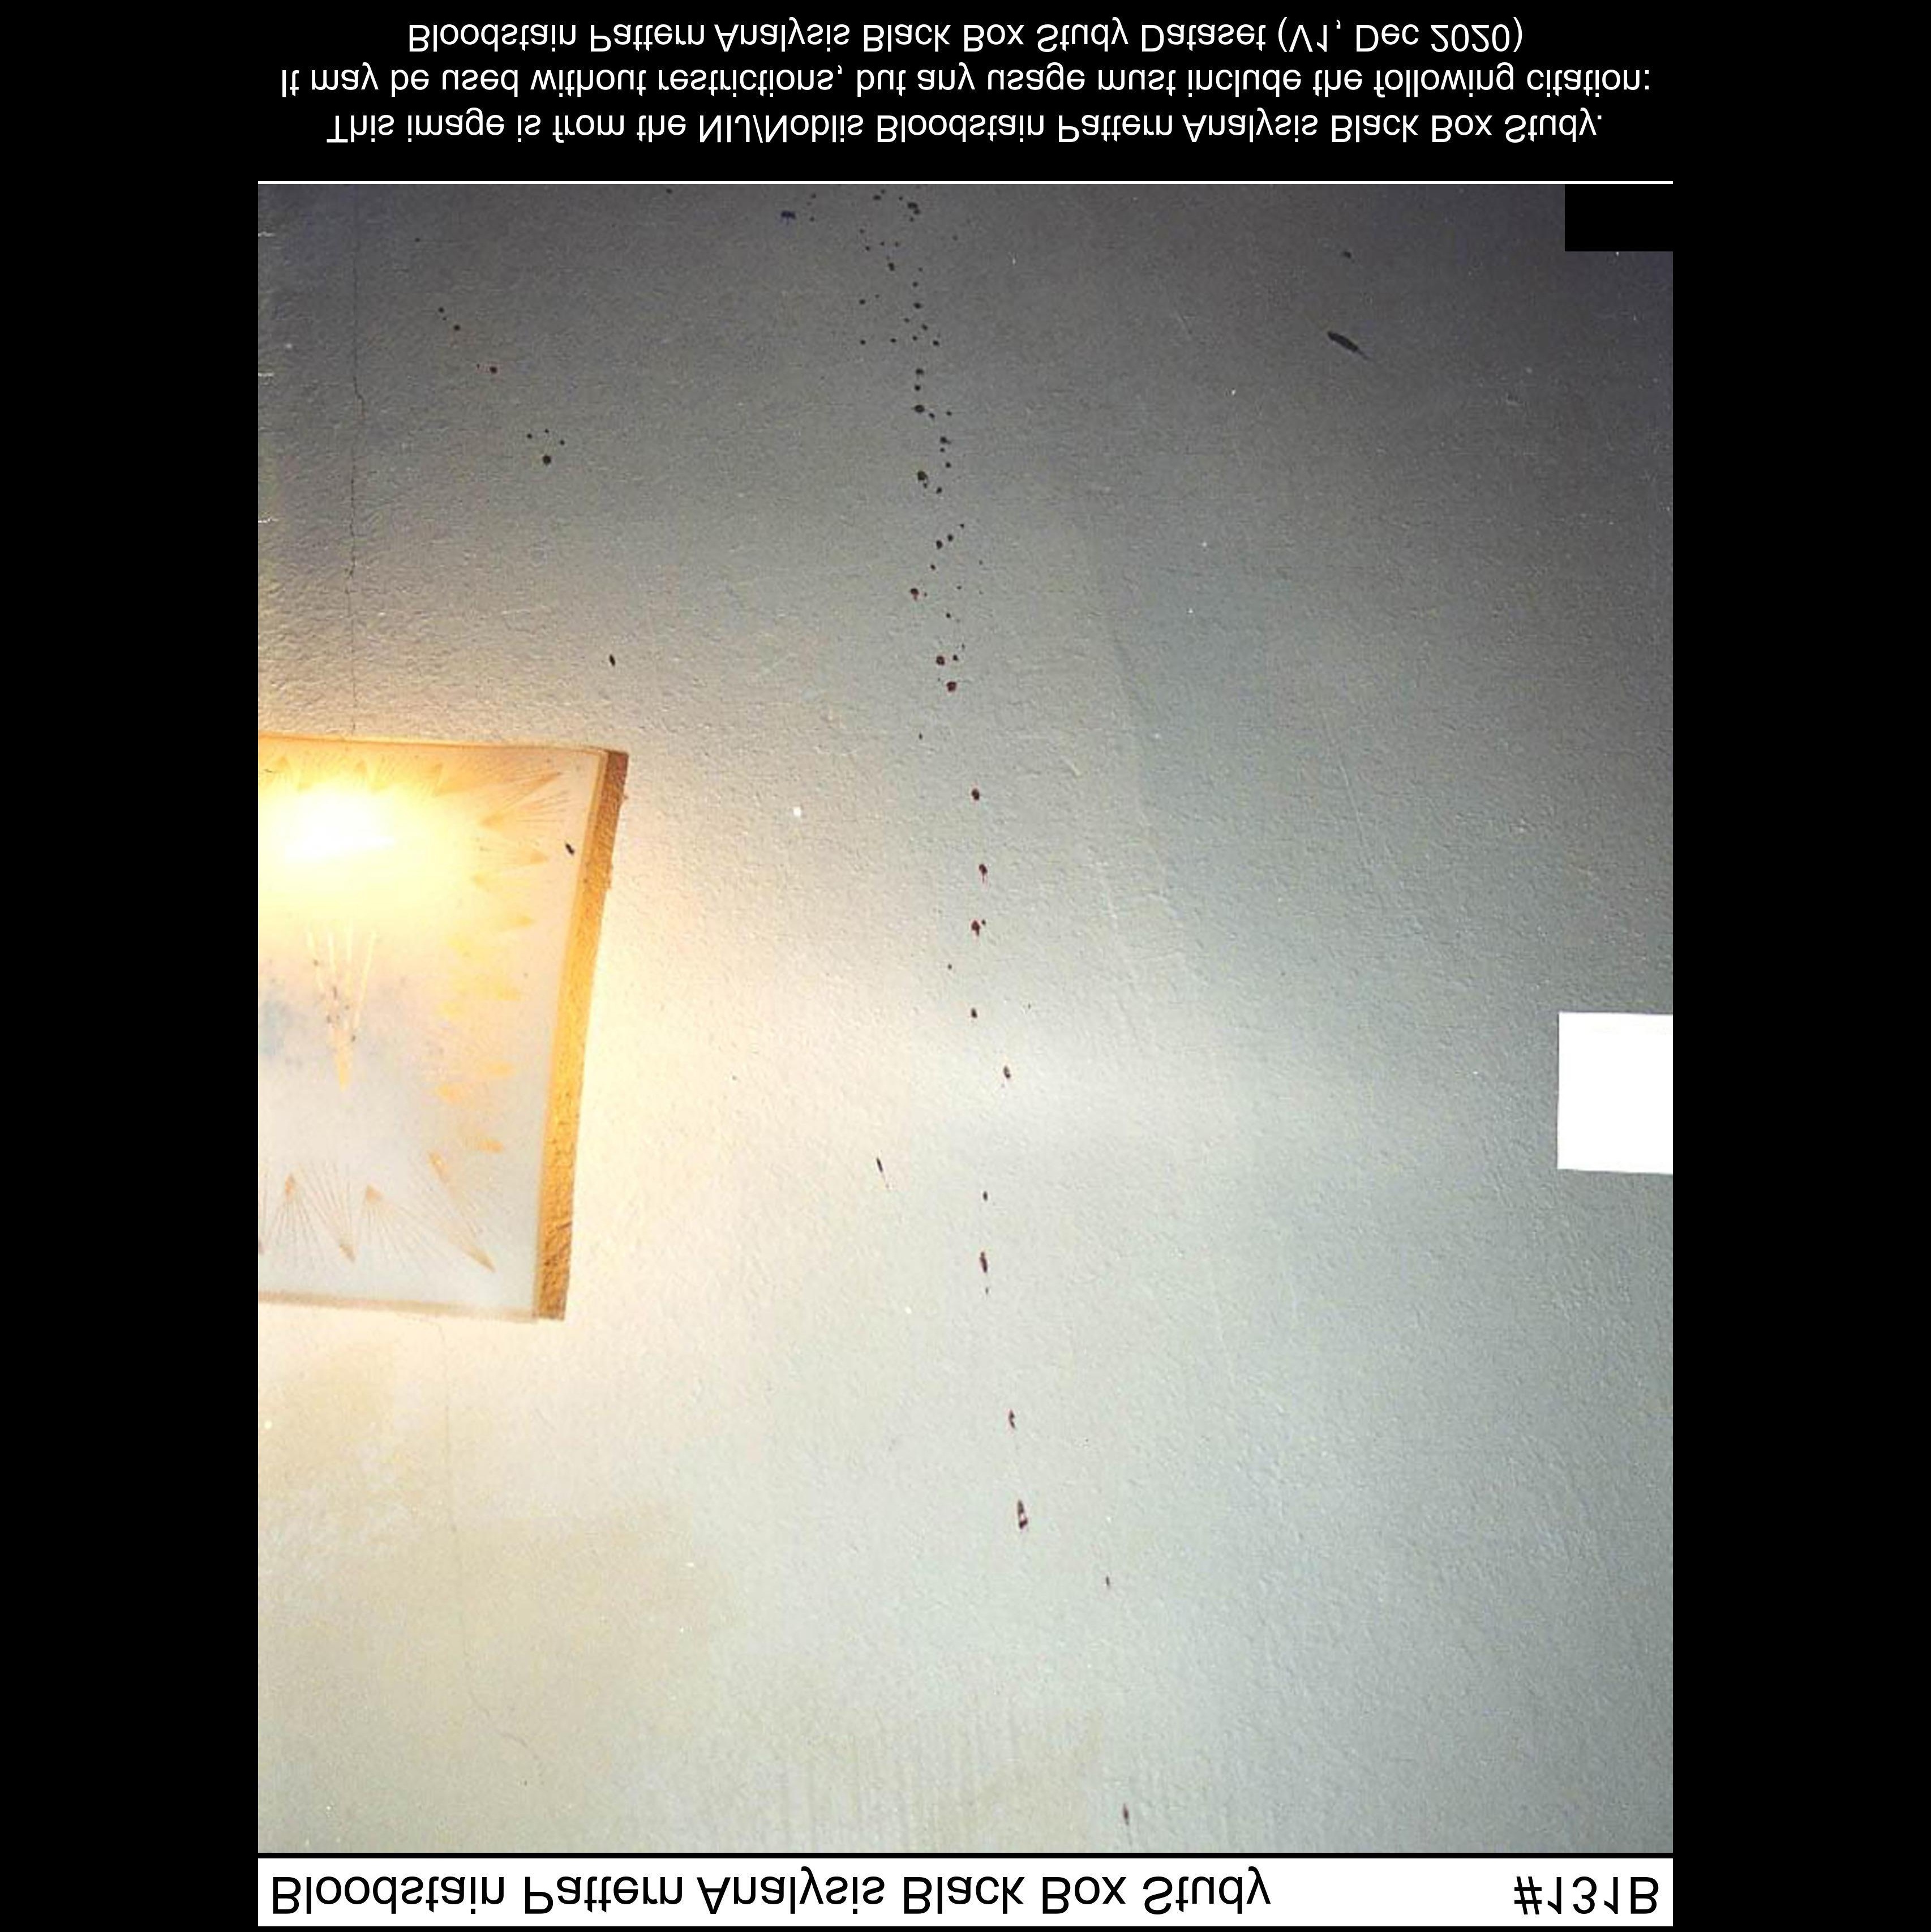 Bloodstain Pattern Analysis Black Box Study #131B
This image is from the NIJ/Noblis Bloodstain Pattern Analysis Black Box Study.
It may be used without restrictions, but any usage must include the following citation:
Bloodstain Pattern Analysis Black Box Study Dataset (V1, Dec 2020)